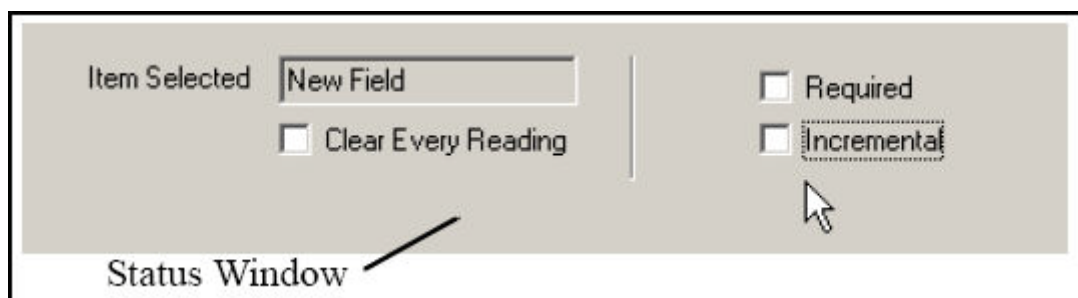 Item Selected New Field
Required
Clear Every Reading
Incremental
Status Window